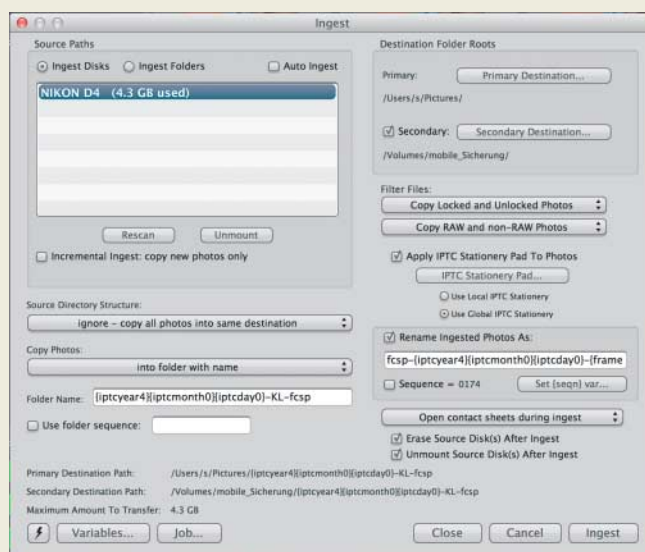 Ingest
Source Paths
Ingest Disks Ingest Folders Auto Ingest
NIKON D4 (4.3 GB used)
Rescan Unmount
Incremental Ingest: copy new photos only
Source Directory Structure:
ignore – copy all photos into same destination
Copy Photos:
into folder with name
Folder Name: {iptcyear4}{iptcmonth0}{iptcday0}-KL-fcsp
Use folder sequence:
Destination Folder Roots
Primary: Primary Destination...
/Users/s/Pictures/
Secondary: Secondary Destination...
/Volumes/mobile_Sicherung/
Filter Files:
Copy Locked and Unlocked Photos
Copy RAW and non-RAW Photos
Apply IPTC Stationery Pad To Photos
IPTC Stationery Pad...
Use Local IPTC Stationery
Use Global IPTC Stationery
Rename Ingested Photos As:
fcsp-{iptcyear4}{iptcmonth0}{iptcday0}-{frame
Sequence = 0174 Set {seqn} var...
Open contact sheets during ingest
Erase Source Disk(s) After Ingest
Unmount Source Disk(s) After Ingest
Primary Destination Path: /Users/s/Pictures/{iptcyear4}{iptcmonth0}{iptcday0}-KL-fcsp
Secondary Destination Path: /Volumes/mobile_Sicherung/{iptcyear4}{iptcmonth0}{iptcday0}-KL-fcsp
Maximum Amount To Transfer: 4.3 GB
Variables... Job... Close Cancel Ingest